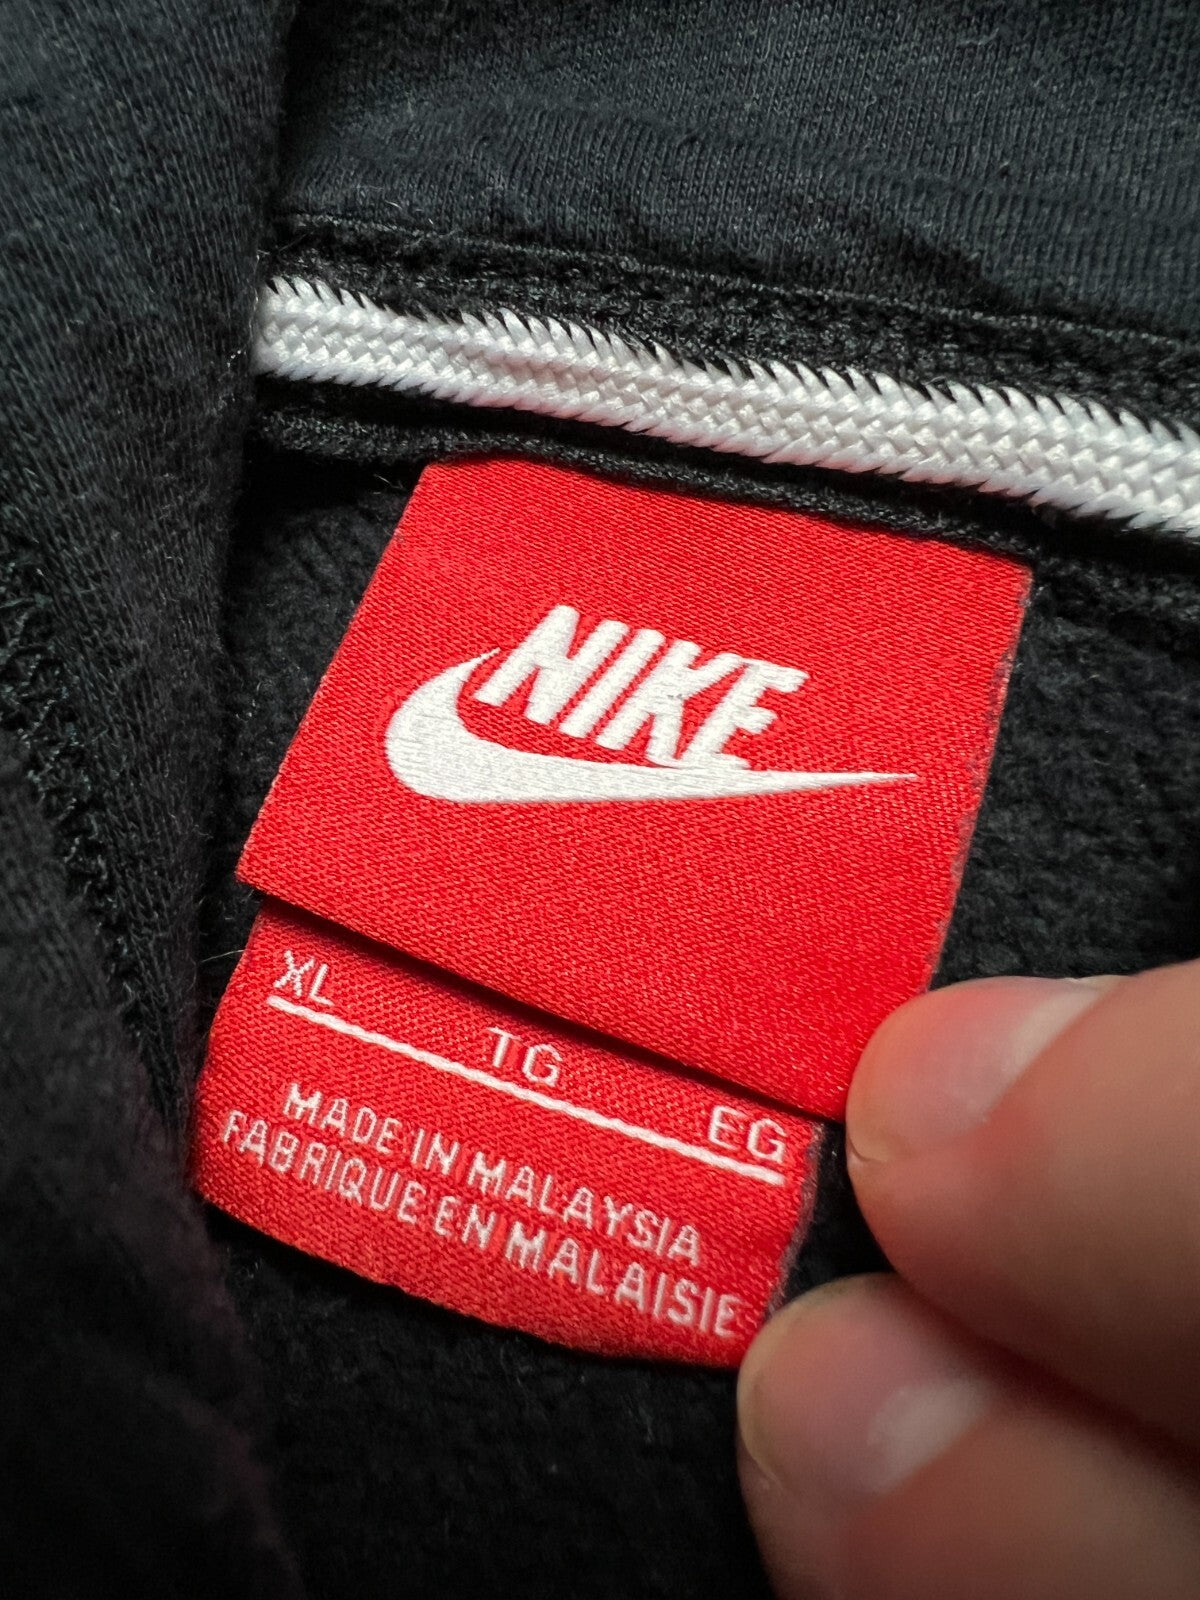 NIKE
XL TG EG
MADE IN MALAYSIA
FABRIQUE EN MALAISIE